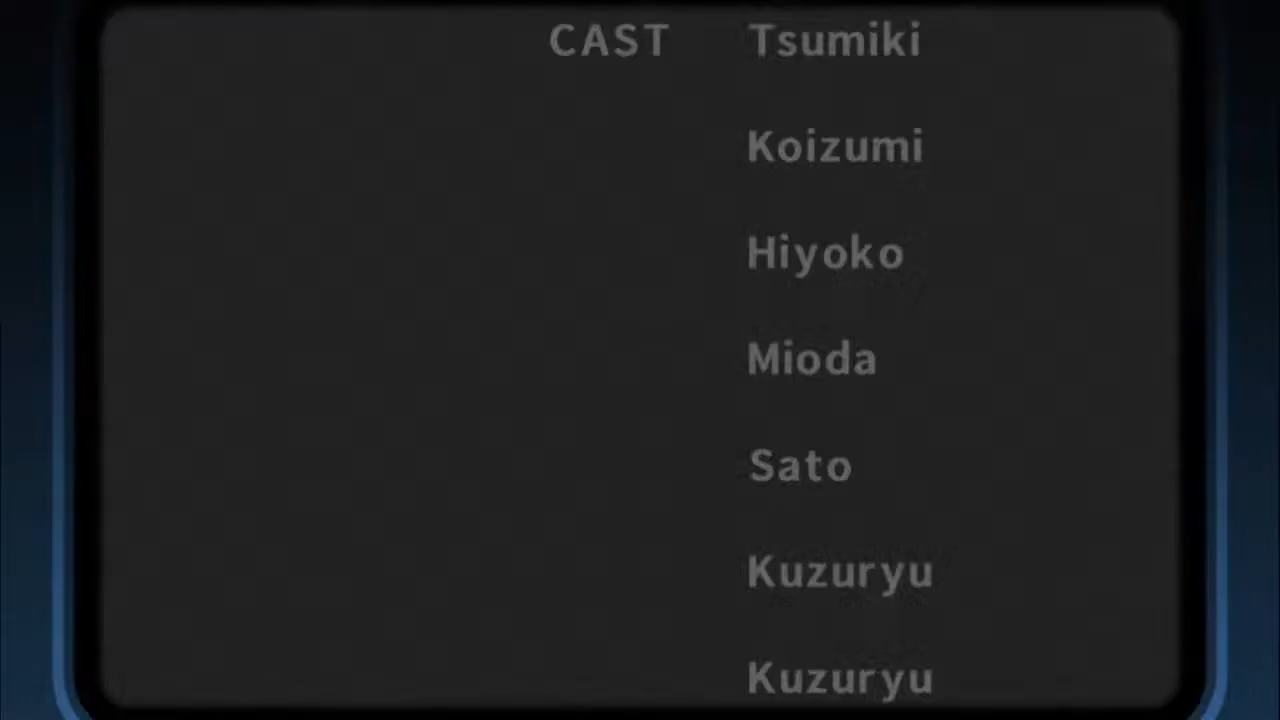 CAST Tsumiki
Koizumi
Hiyoko
Mioda
Sato
Kuzuryu
Kuzuryu